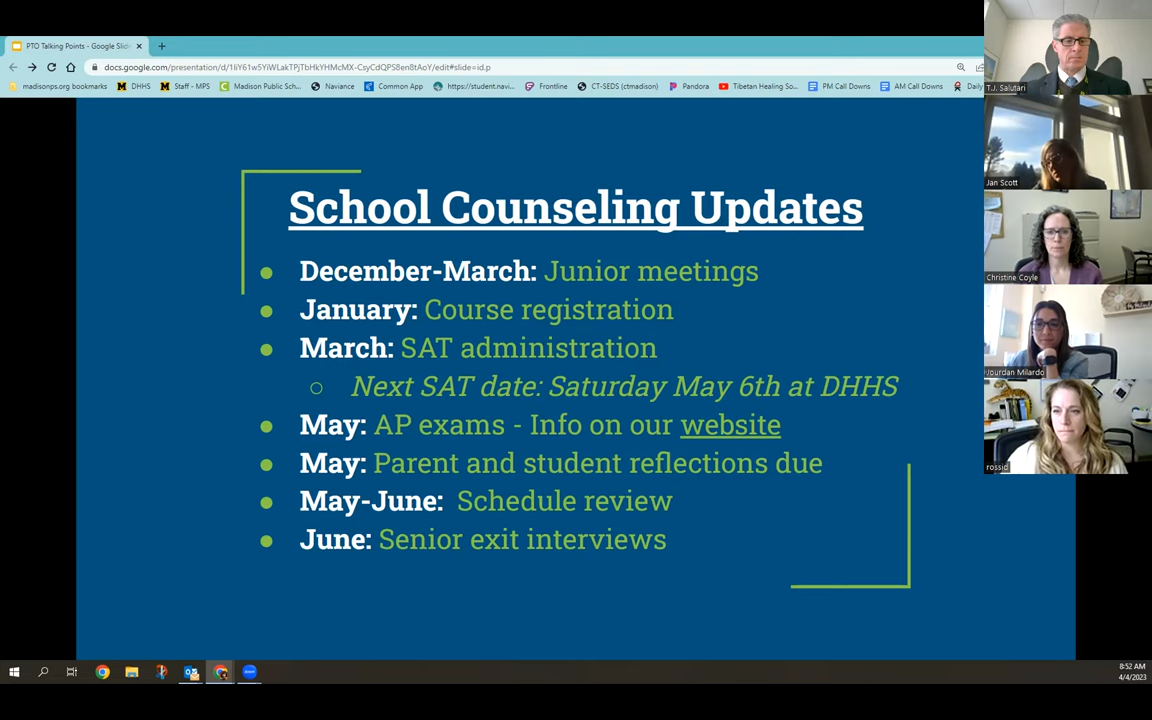 PTO Talking Points - Google Slid
docs.google.com/presentation/d/1IiY61w5YiWLakTPjTbHkYHMcMX-CsyCdQPS8en8tAoY/edit#slide=id.p
madisonps.org bookmarks
DHHS
Staff - MPS
Madison Public Sch...
Naviance
Common App
https://student.navi...
Frontline
CT-SEDS (ctmadison)
Pandora
Tibetan Healing So...
PM Call Downs
AM Call Downs
Daily
School Counseling Updates
● December-March: Junior meetings
● January: Course registration
● March: SAT administration
○ Next SAT date: Saturday May 6th at DHHS
● May: AP exams - Info on our website
● May: Parent and student reflections due
● May-June: Schedule review
● June: Senior exit interviews
T.J. Salutari
Jan Scott
Christine Coyle
Jourdan Milardo
rossid
8:52 AM
4/4/2023